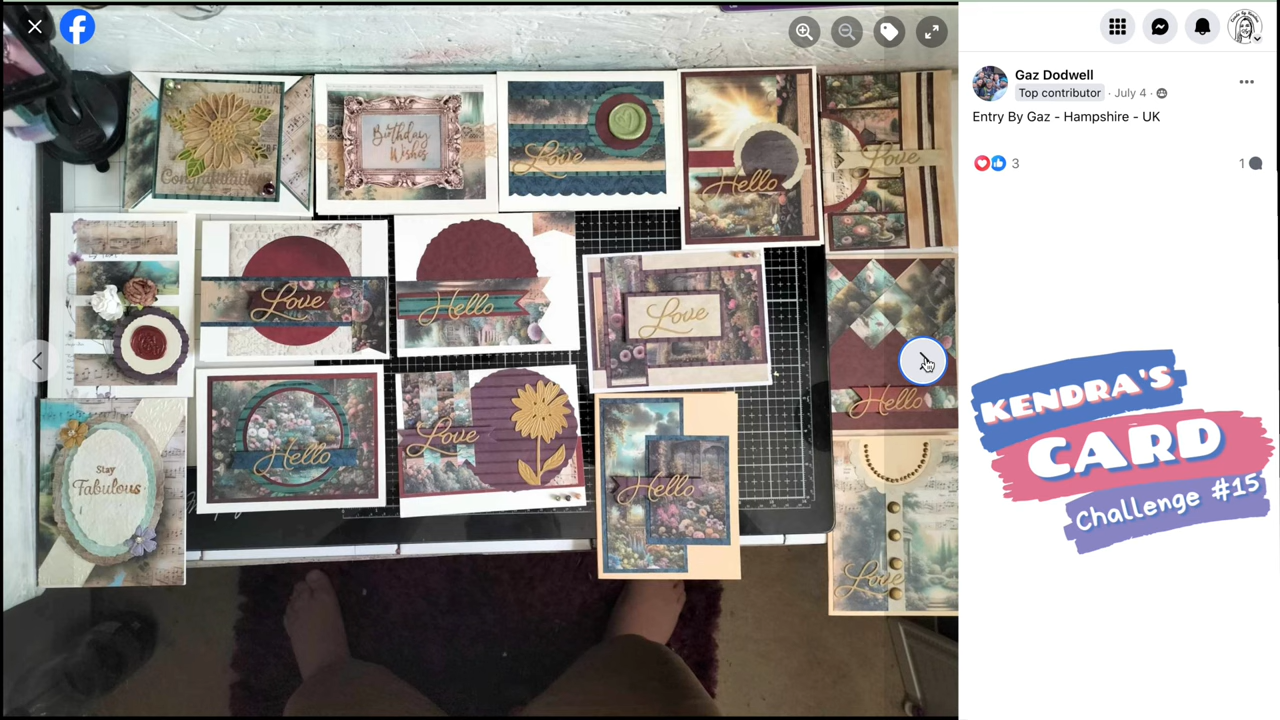 Gaz Dodwell
Top contributor · July 4 ·
Entry By Gaz - Hampshire - UK
3
1
Congratulations
Birthday
Wishes
Love
Hello
Love
Love
Hello
Love
Hello
Stay
Fabulous
Hello
Love
Hello
Love
KENDRA'S
CARD
Challenge #15